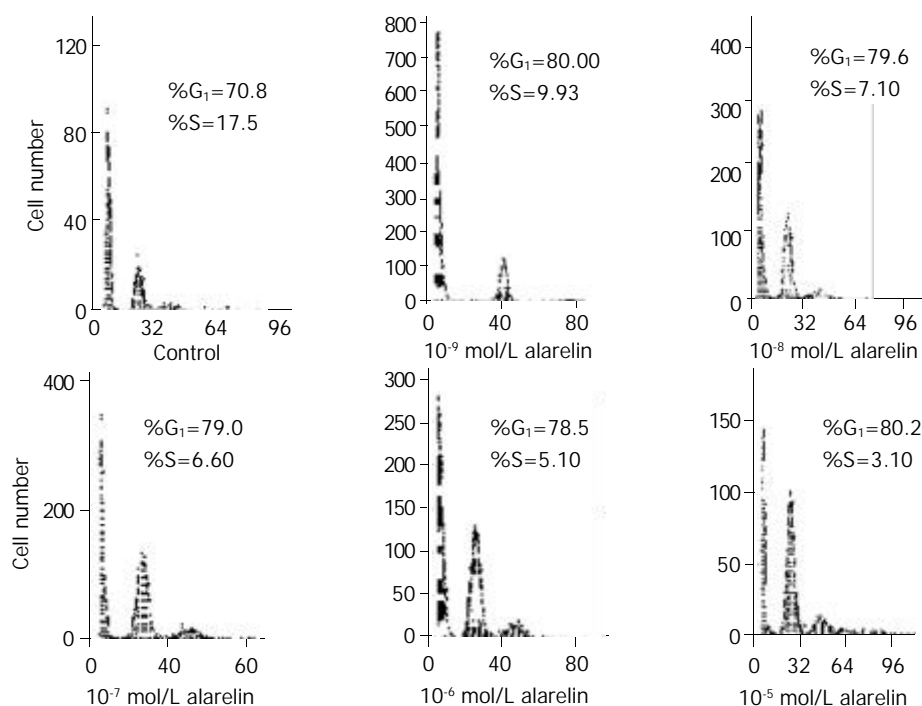 Cell number
120
80
40
0
%G₁=70.8
%S=17.5
0 32 64 96
Control
800
700
600
500
400
300
200
100
0
%G₁=80.00
%S=9.93
0 40 80
10⁻⁹ mol/L alarelin
400
300
200
100
0
%G₁=79.6
%S=7.10
0 32 64 96
10⁻⁸ mol/L alarelin
Cell number
400
200
0
%G₁=79.0
%S=6.60
0 40 60
10⁻⁷ mol/L alarelin
300
250
200
150
100
50
0
%G₁=78.5
%S=5.10
0 40 80
10⁻⁶ mol/L alarelin
150
100
50
0
%G₁=80.2
%S=3.10
0 32 64 96
10⁻⁵ mol/L alarelin